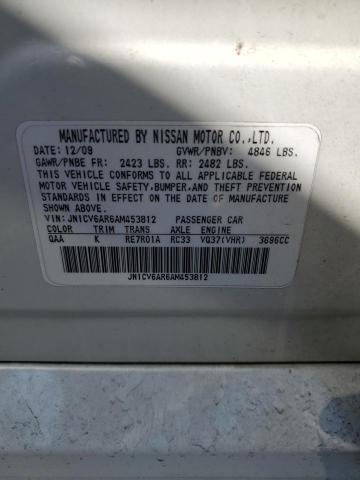 MANUFACTURED BY NISSAN MOTOR CO.,LTD.
DATE: 12/09 GVWR/PNBV: 4846 LBS.
GAWR/PNBE FR: 2423 LBS. RR: 2482 LBS.
THIS VEHICLE CONFORMS TO ALL APPLICABLE FEDERAL
MOTOR VEHICLE SAFETY, BUMPER, AND THEFT PREVENTION
STANDARDS IN EFFECT ON THE DATE OF MANUFACTURE
SHOWN ABOVE.
VIN: JN1CV6AR6AM453812 PASSENGER CAR
COLOR TRIM TRANS AXLE ENGINE
QAA K RE7R01A RC33 VQ37(VHR) 3696CC
JN1CV6AR6AM453812